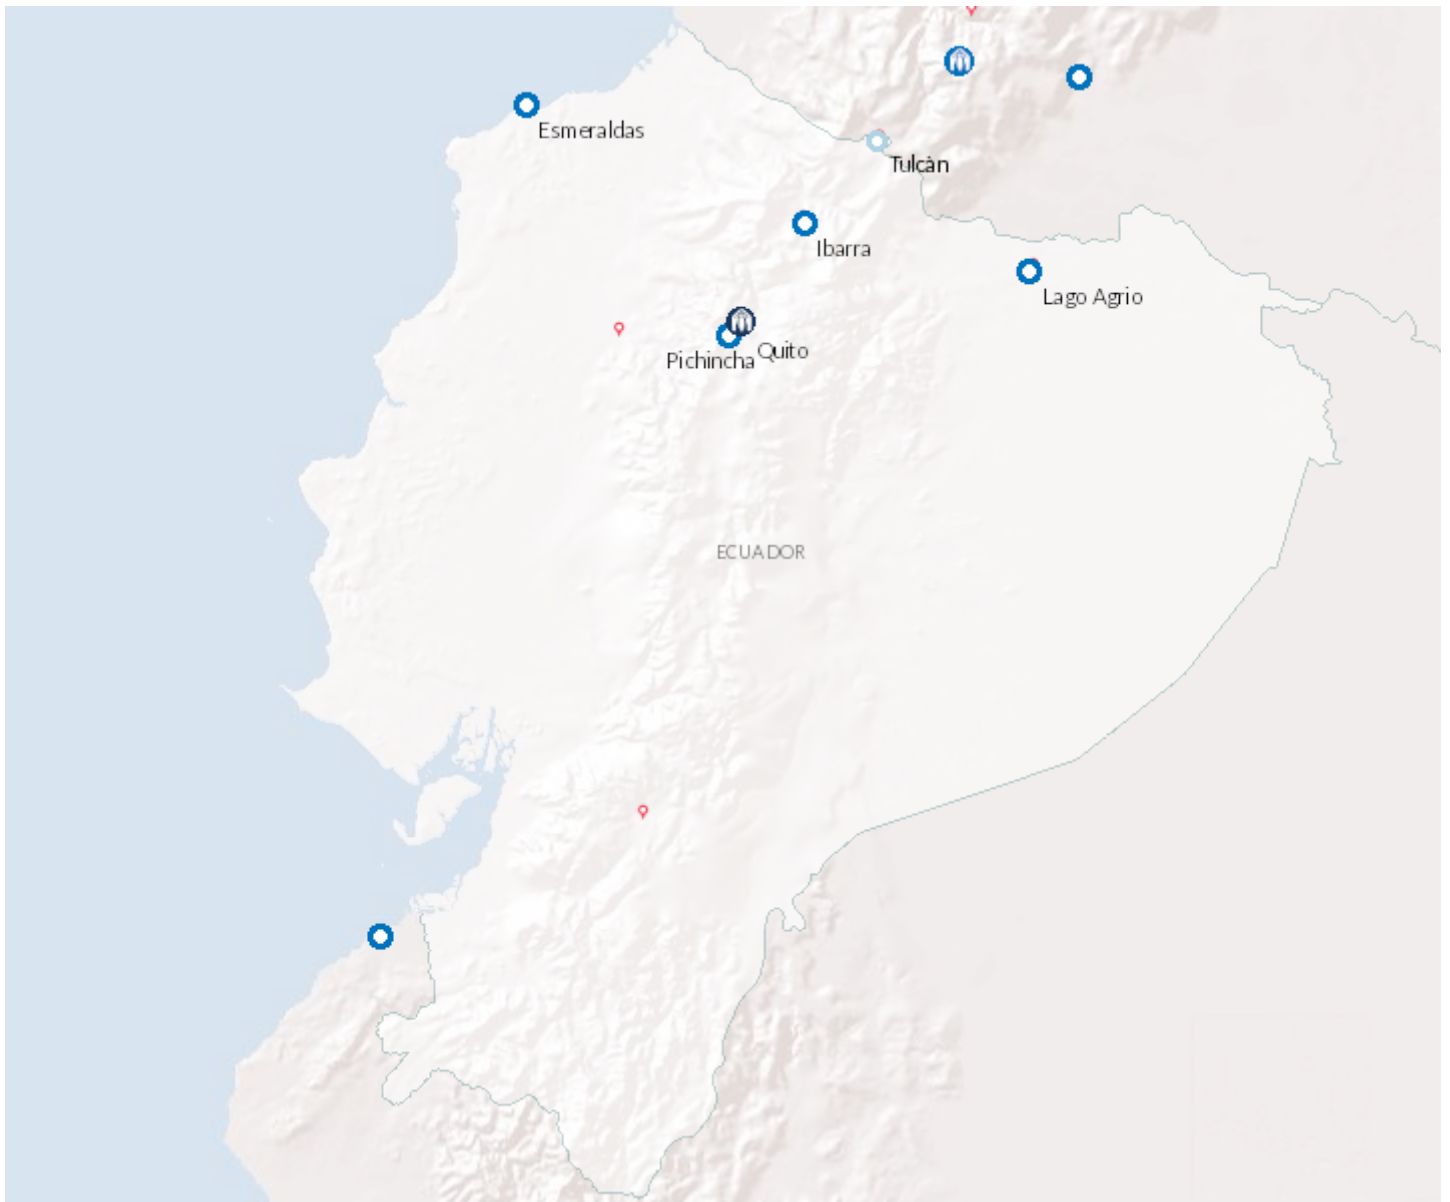 Esmeraldas
Tulcán
Ibarra
Lago Agrio
Quito
Pichincha
ECUADOR